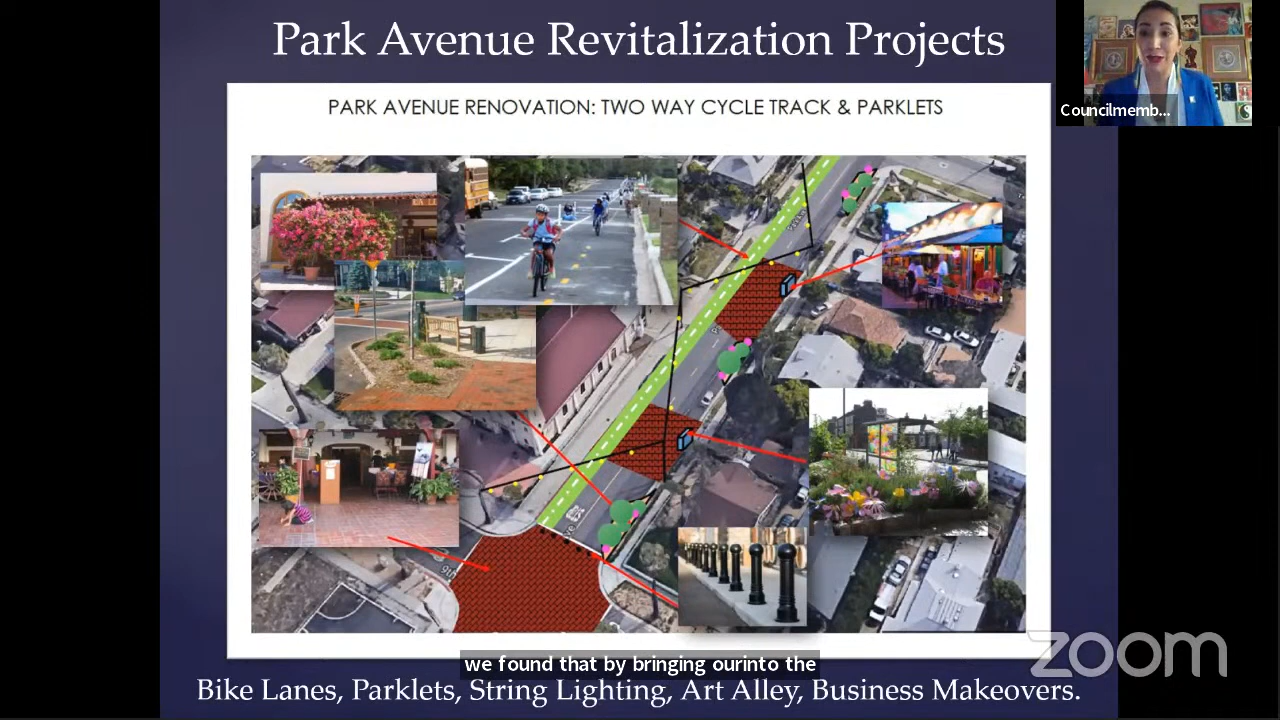 Park Avenue Revitalization Projects
PARK AVENUE RENOVATION: TWO WAY CYCLE TRACK & PARKLETS
Councilmemb...
9th
we found that by bringing ourinto the
zoom
Bike Lanes, Parklets, String Lighting, Art Alley, Business Makeovers.